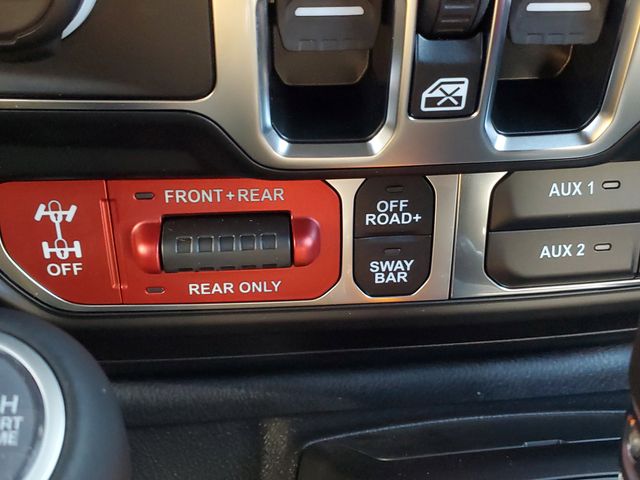 FRONT+REAR
OFF
REAR ONLY
OFF
ROAD+
SWAY
BAR
AUX 1
AUX 2